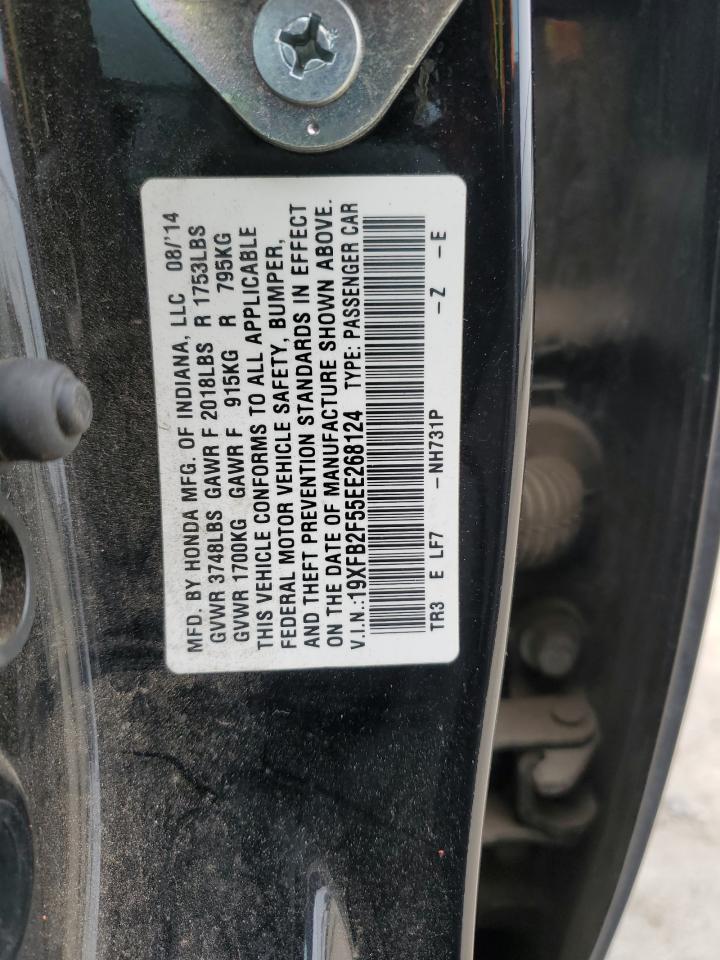 MFD. BY HONDA MFG. OF INDIANA, LLC 08/'14
GVWR 3748LBS GAWR F 2018LBS R 1753LBS
GVWR 1700KG GAWR F 915KG R 795KG
THIS VEHICLE CONFORMS TO ALL APPLICABLE
FEDERAL MOTOR VEHICLE SAFETY, BUMPER,
AND THEFT PREVENTION STANDARDS IN EFFECT
ON THE DATE OF MANUFACTURE SHOWN ABOVE.
V.I.N.:19XFB2F55EE268124 TYPE: PASSENGER CAR
TR3 E LF7 -NH731P -Z -E